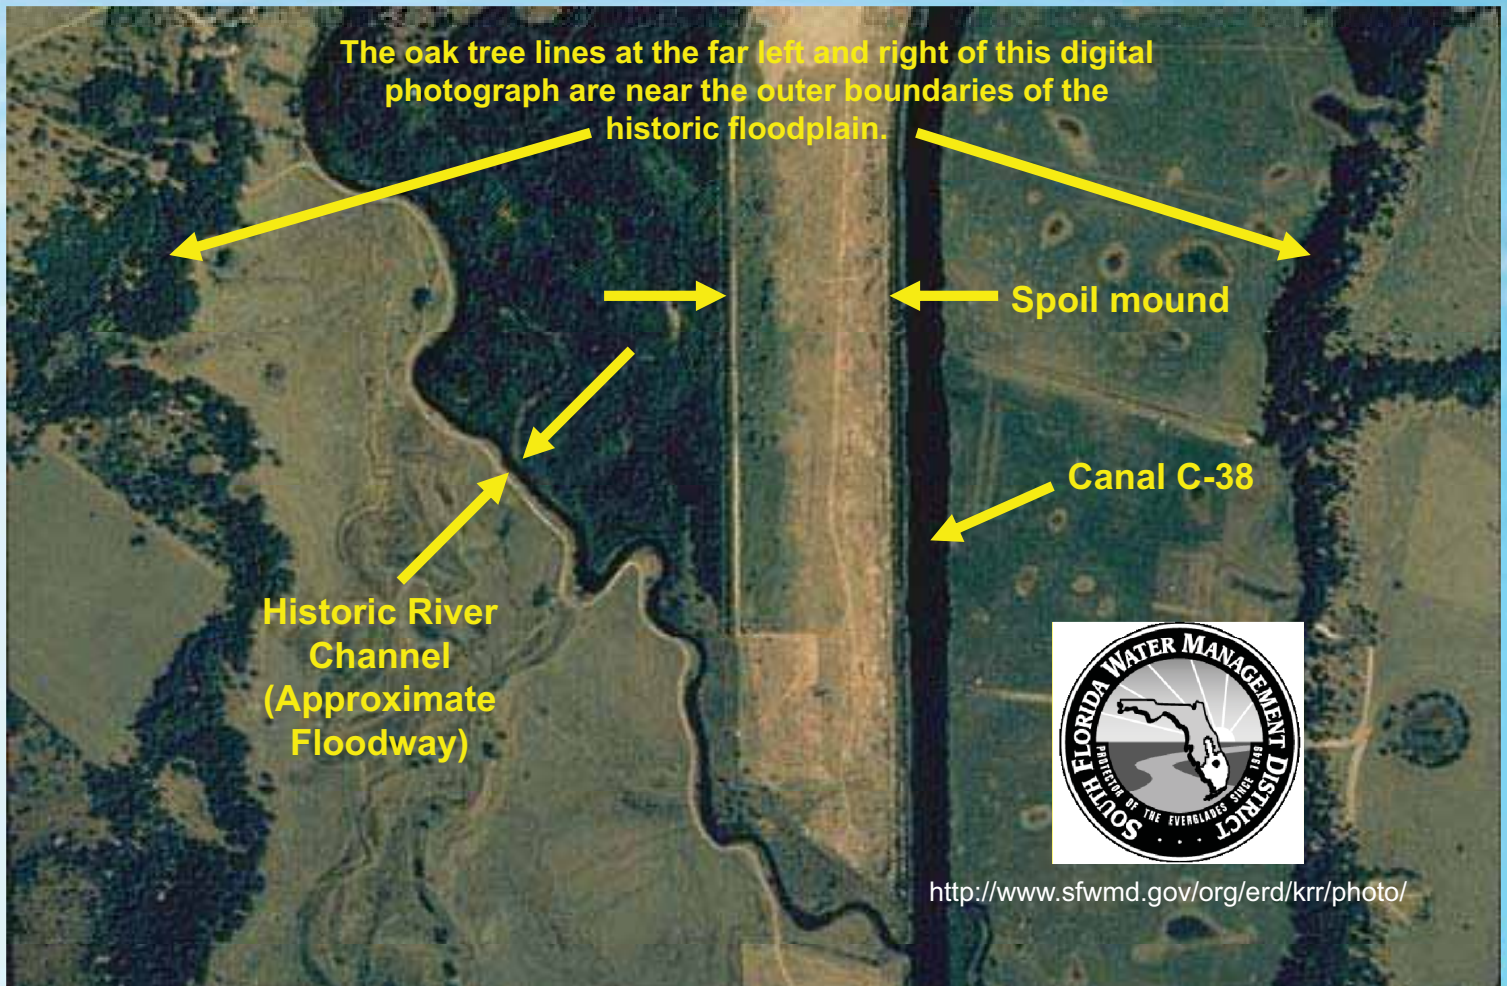 The oak tree lines at the far left and right of this digital
photograph are near the outer boundaries of the
historic floodplain.
Spoil mound
Canal C-38
Historic River
Channel
(Approximate
Floodway)
SOUTH FLORIDA WATER MANAGEMENT DISTRICT
PROTECTOR OF THE EVERGLADES SINCE 1949
http://www.sfwmd.gov/org/erd/krr/photo/